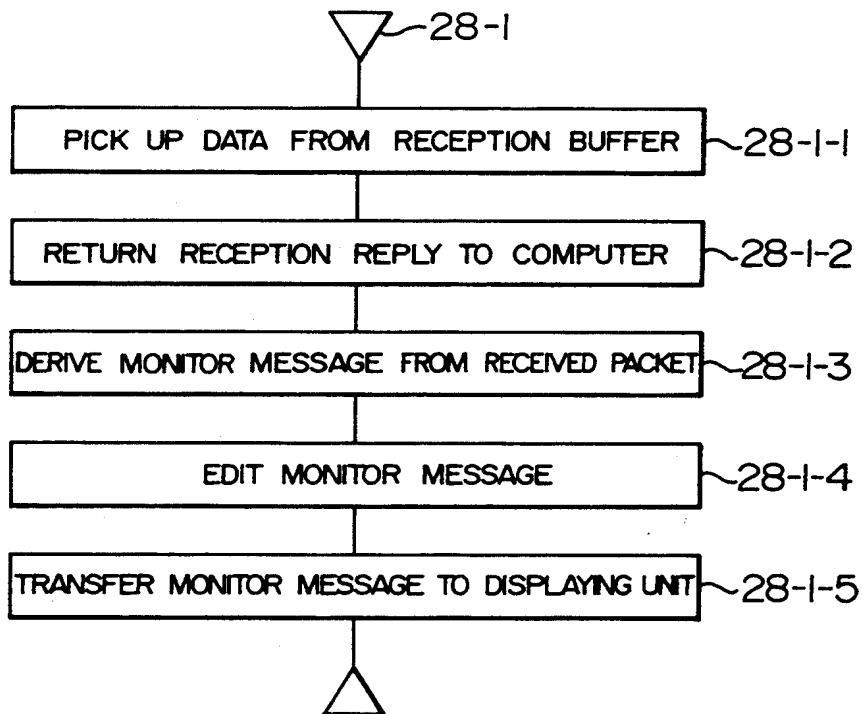 28-1
PICK UP DATA FROM RECEPTION BUFFER 28-1-1
RETURN RECEPTION REPLY TO COMPUTER 28-1-2
DERIVE MONITOR MESSAGE FROM RECEIVED PACKET 28-1-3
EDIT MONITOR MESSAGE 28-1-4
TRANSFER MONITOR MESSAGE TO DISPLAYING UNIT 28-1-5